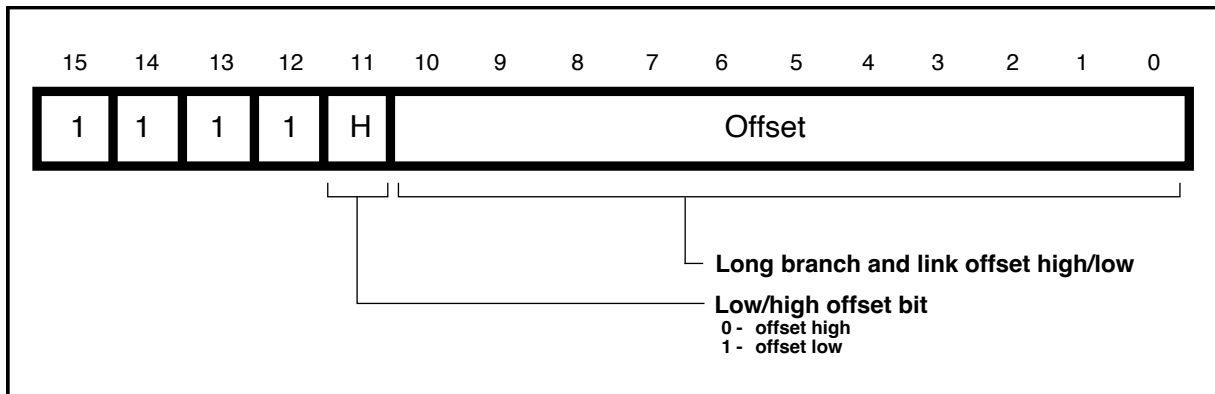 15 14 13 12 11 10 9 8 7 6 5 4 3 2 1 0
1 1 1 1 H Offset
Long branch and link offset high/low
Low/high offset bit
0 - offset high
1 - offset low